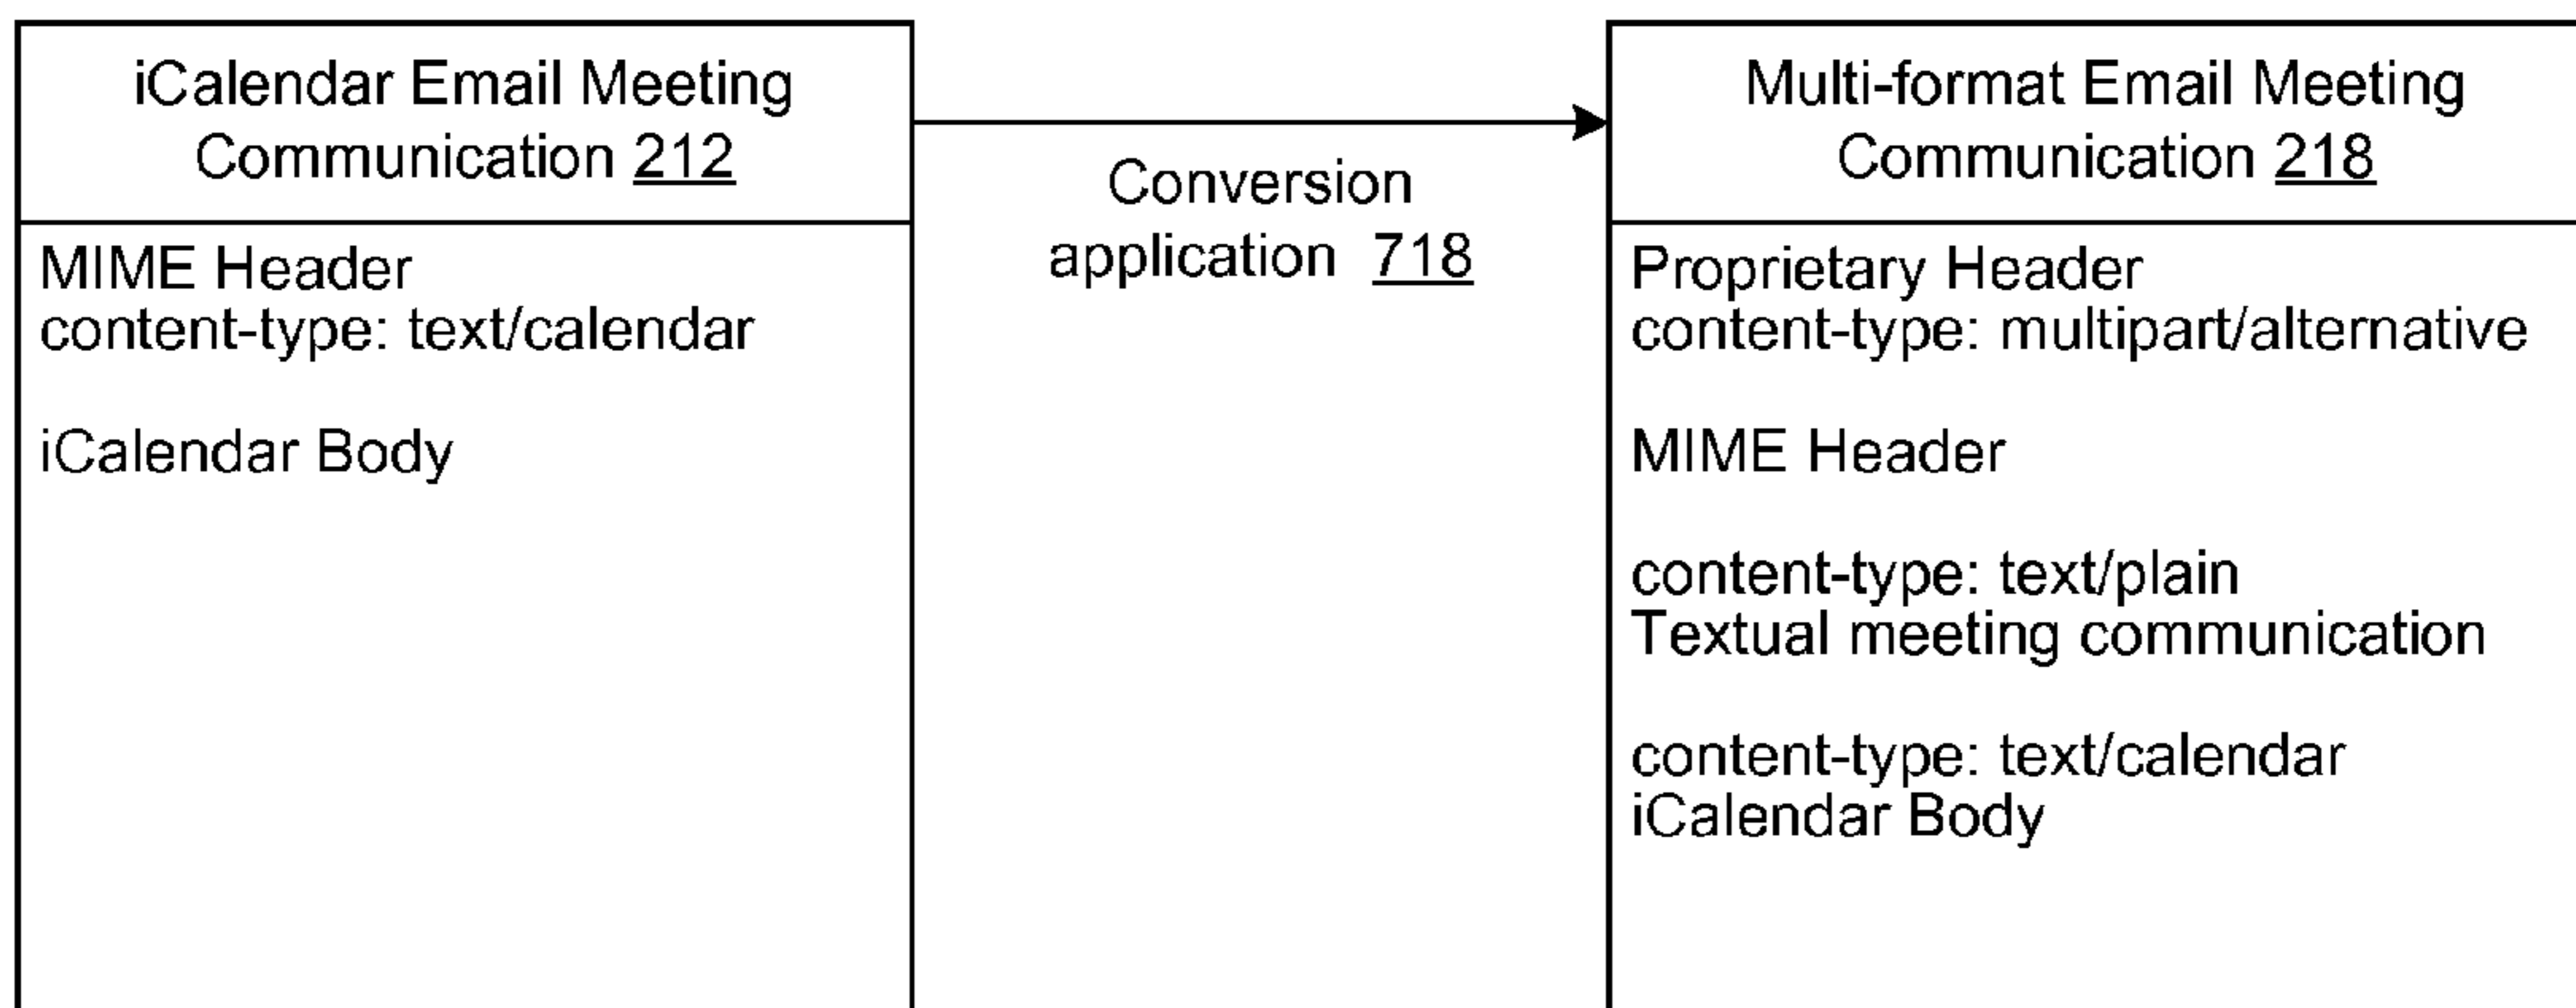 iCalendar Email Meeting
Communication 212
MIME Header
content-type: text/calendar
iCalendar Body
Conversion
application 718
Multi-format Email Meeting
Communication 218
Proprietary Header
content-type: multipart/alternative
MIME Header
content-type: text/plain
Textual meeting communication
content-type: text/calendar
iCalendar Body